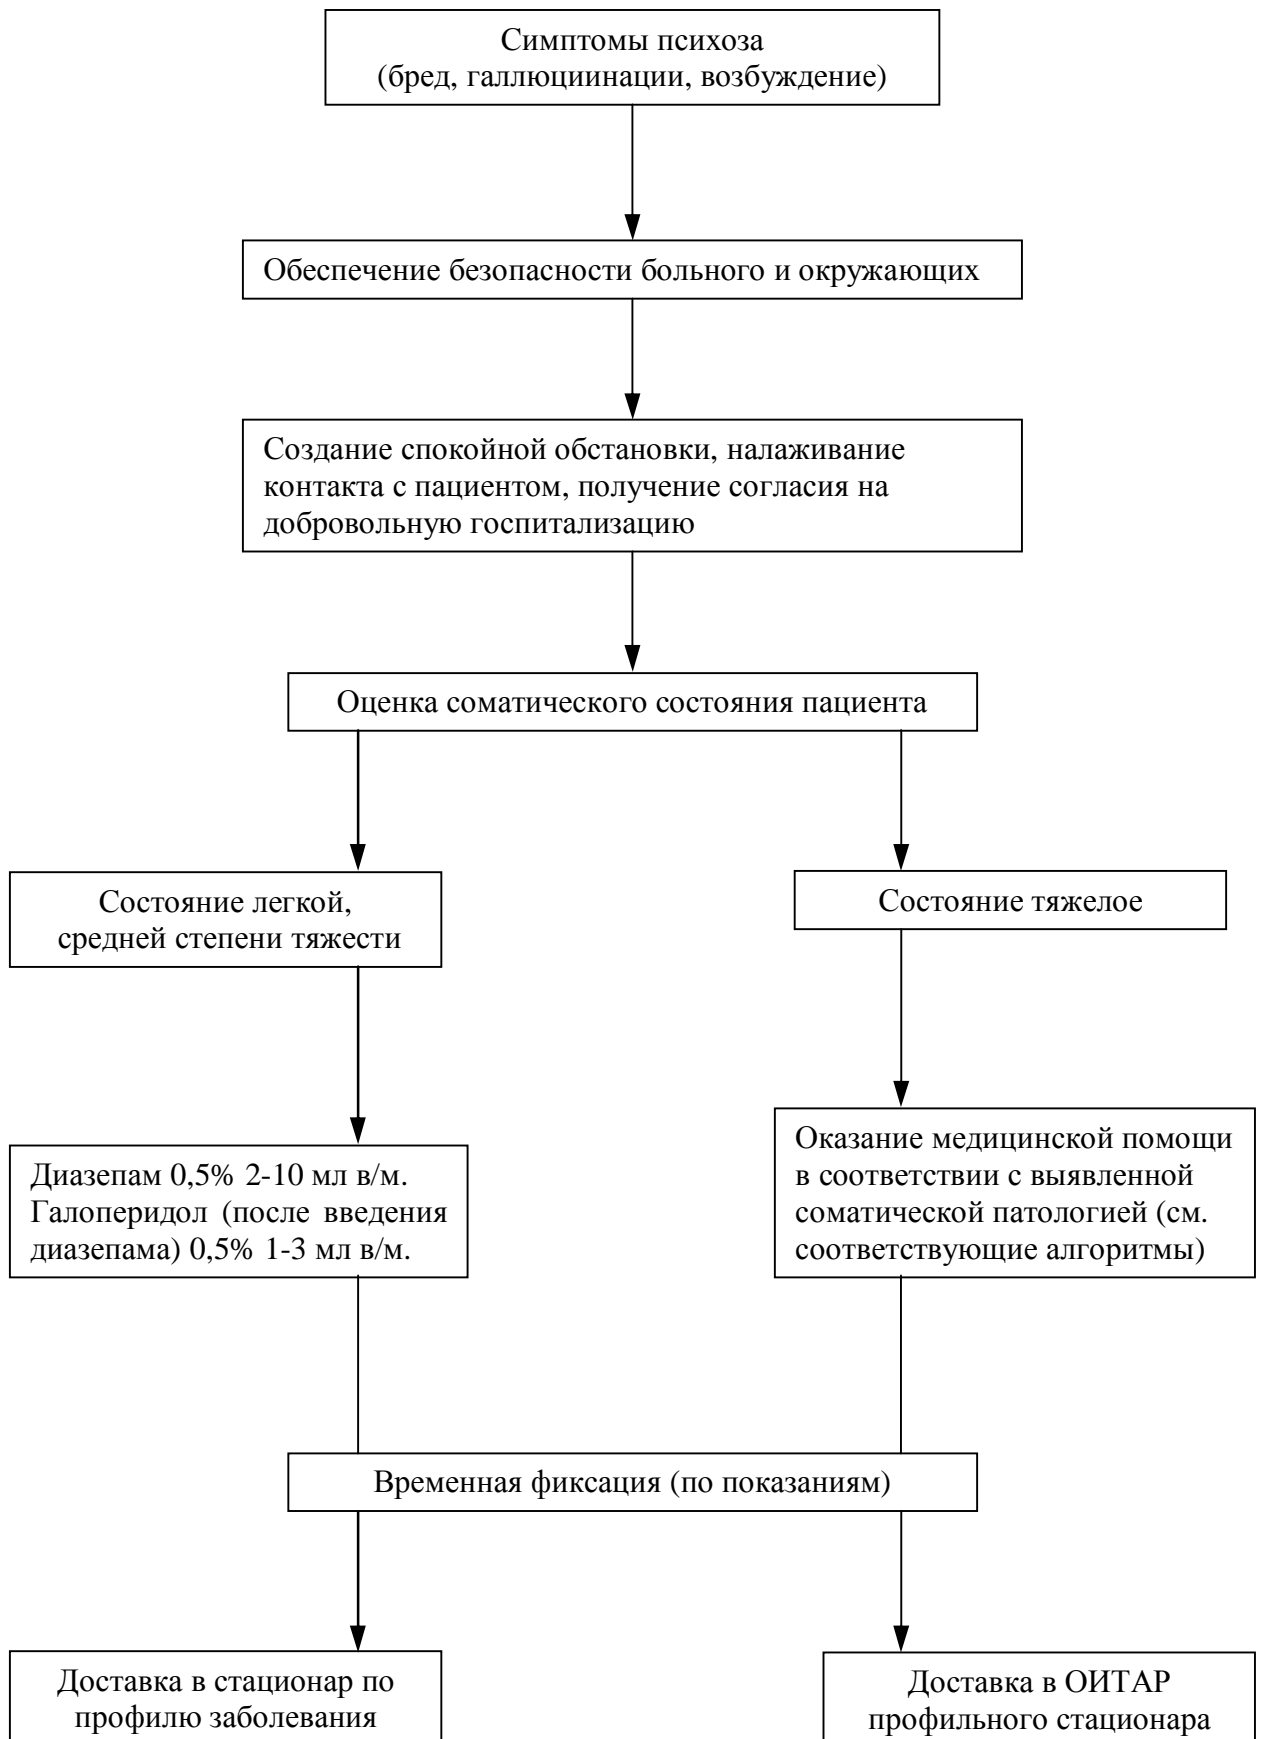 Симптомы психоза
(бред, галлюциинации, возбуждение)
Обеспечение безопасности больного и окружающих
Создание спокойной обстановки, налаживание
контакта с пациентом, получение согласия на
добровольную госпитализацию
Оценка соматического состояния пациента
Состояние легкой,
средней степени тяжести
Состояние тяжелое
Диазепам 0,5% 2-10 мл в/м.
Галоперидол (после введения
диазепама) 0,5% 1-3 мл в/м.
Оказание медицинской помощи
в соответствии с выявленной
соматической патологией (см.
соответствующие алгоритмы)
Временная фиксация (по показаниям)
Доставка в стационар по
профилю заболевания
Доставка в ОИТАР
профильного стационара